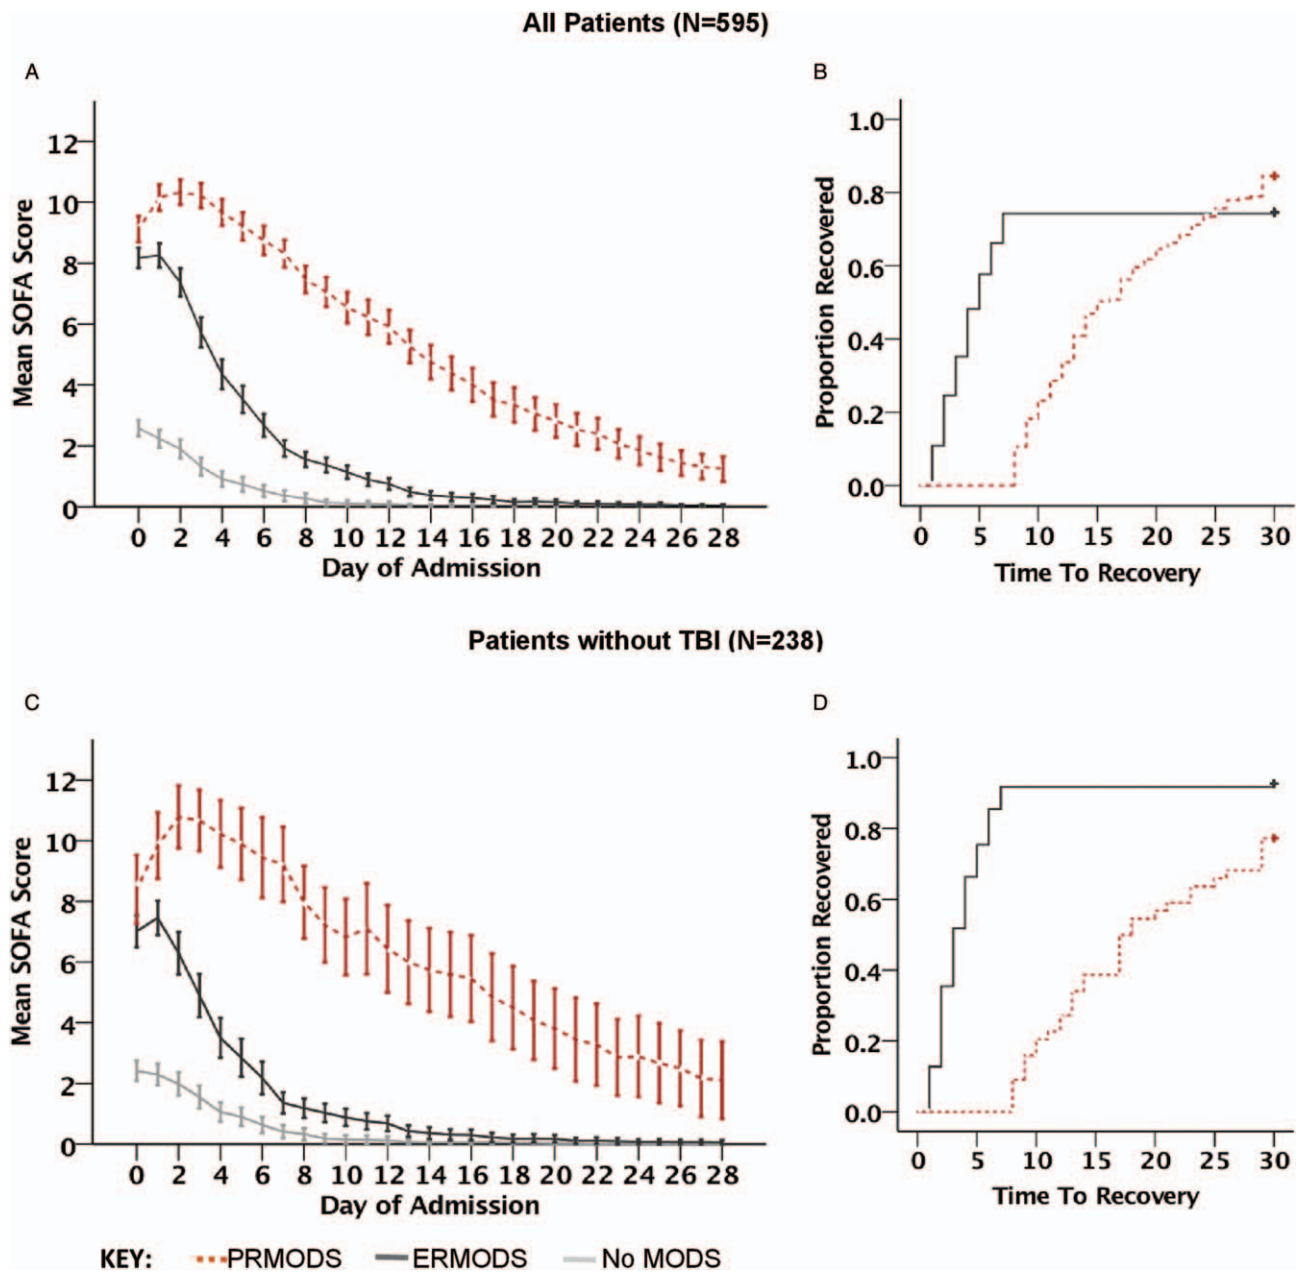 All Patients (N=595)
A
B
Mean SOFA Score
12
10
8
6
4
2
0
0 2 4 6 8 10 12 14 16 18 20 22 24 26 28
Day of Admission
Proportion Recovered
1.0
0.8
0.6
0.4
0.2
0.0
0 5 10 15 20 25 30
Time To Recovery
Patients without TBI (N=238)
C
D
Mean SOFA Score
12
10
8
6
4
2
0
0 2 4 6 8 10 12 14 16 18 20 22 24 26 28
Day of Admission
Proportion Recovered
1.0
0.8
0.6
0.4
0.2
0.0
0 5 10 15 20 25 30
Time To Recovery
KEY: PRMODS ERMODS No MODS